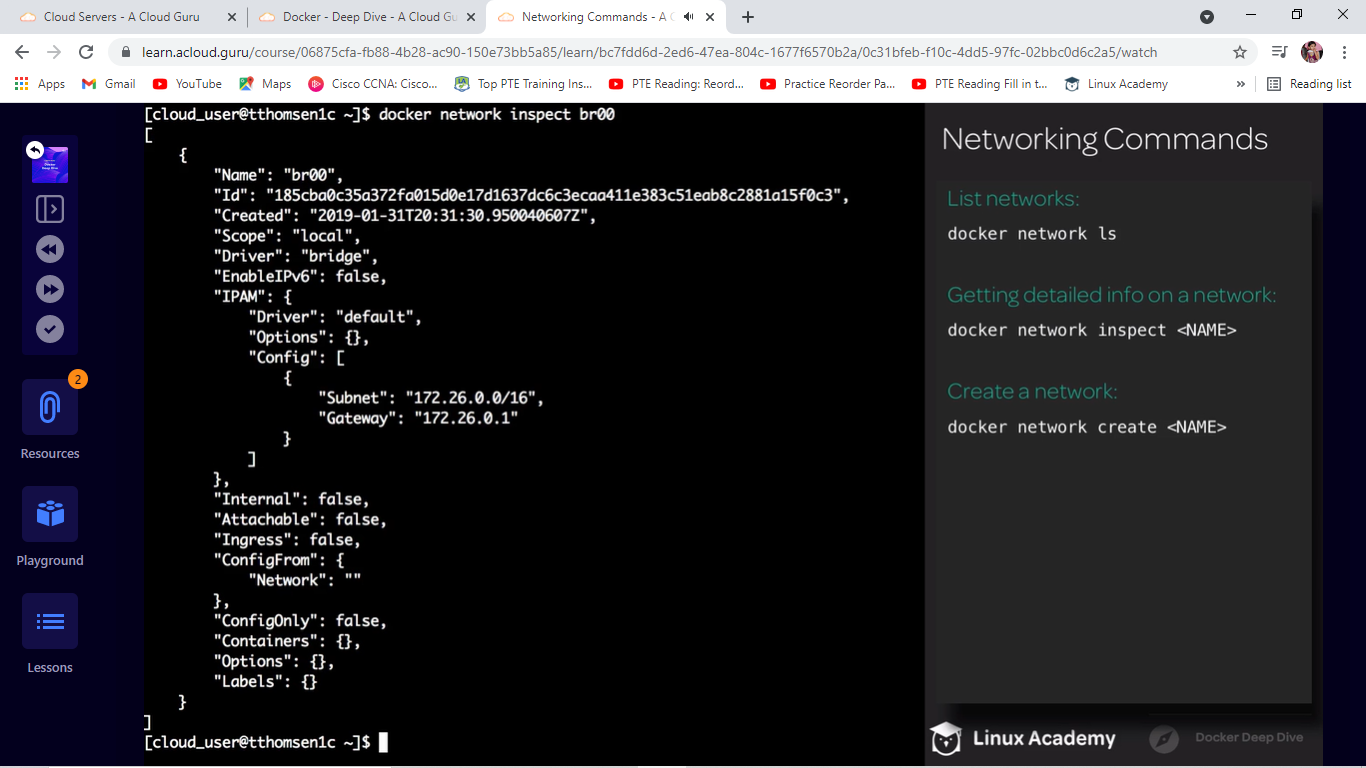 Cloud Servers - A Cloud Guru
Docker - Deep Dive - A Cloud Gu
Networking Commands - A C
learn.acloud.guru/course/06875cfa-fb88-4b28-ac90-150e73bb5a85/learn/bc7fdd6d-2ed6-47ea-804c-1677f6570b2a/0c31bfeb-f10c-4dd5-97fc-02bbc0d6c2a5/watch
Apps
Gmail
YouTube
Maps
Cisco CCNA: Cisco...
Top PTE Training Ins...
PTE Reading: Reord...
Practice Reorder Pa...
PTE Reading Fill in t...
Linux Academy
»
Reading list
2
Resources
Playground
Lessons
[cloud_user@tthomsen1c ~]$ docker network inspect br00
[
    {
        "Name": "br00",
        "Id": "185cba0c35a372fa015d0e17d1637dc6c3ecaa411e383c51eab8c2881a15f0c3",
        "Created": "2019-01-31T20:31:30.950040607Z",
        "Scope": "local",
        "Driver": "bridge",
        "EnableIPv6": false,
        "IPAM": {
            "Driver": "default",
            "Options": {},
            "Config": [
                {
                    "Subnet": "172.26.0.0/16",
                    "Gateway": "172.26.0.1"
                }
            ]
        },
        "Internal": false,
        "Attachable": false,
        "Ingress": false,
        "ConfigFrom": {
            "Network": ""
        },
        "ConfigOnly": false,
        "Containers": {},
        "Options": {},
        "Labels": {}
    }
]
[cloud_user@tthomsen1c ~]$
Networking Commands
List networks:
docker network ls
Getting detailed info on a network:
docker network inspect <NAME>
Create a network:
docker network create <NAME>
Linux Academy
Docker Deep Dive